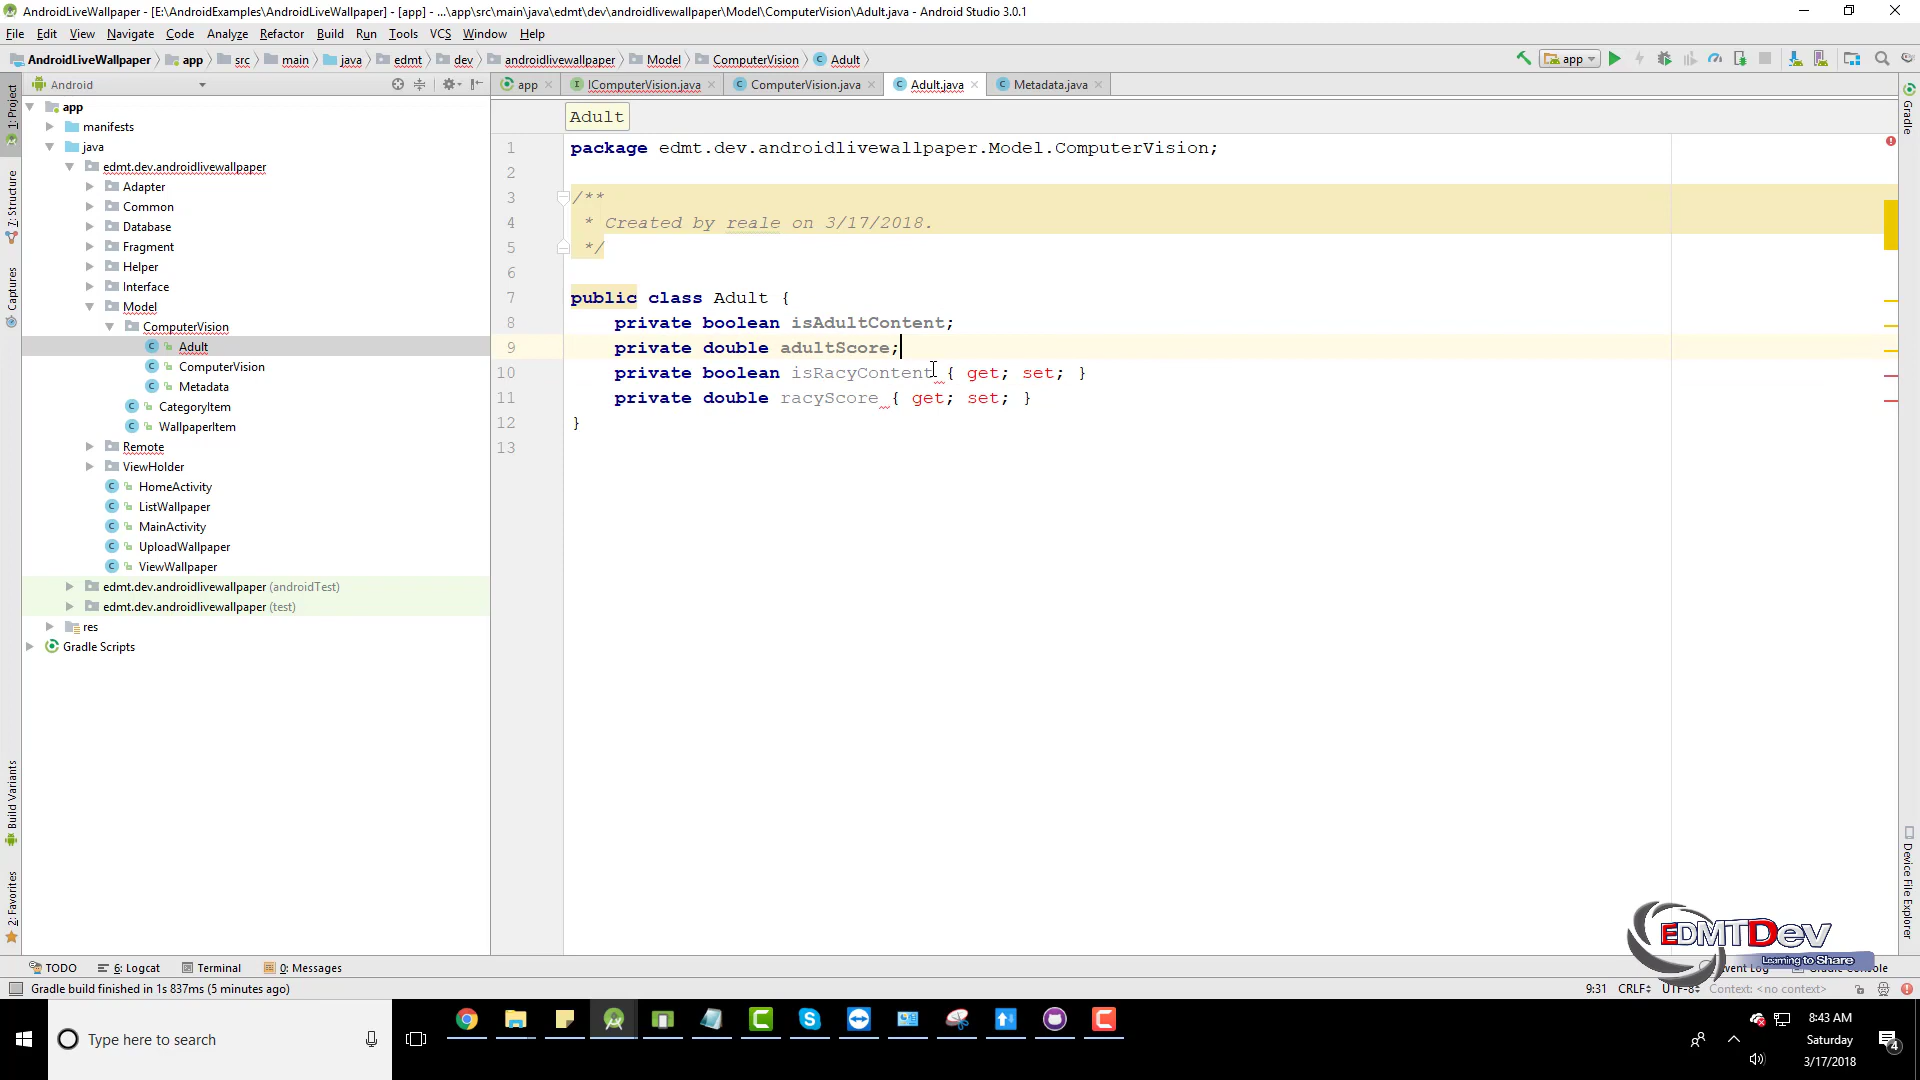 AndroidLiveWallpaper - [E:\AndroidExamples\AndroidLiveWallpaper] - [app] - ...\app\src\main\java\edmt\dev\androidlivewallpaper\Model\ComputerVision\Adult.java - Android Studio 3.0.1
File Edit View Navigate Code Analyze Refactor Build Run Tools VCS Window Help
AndroidLiveWallpaper app src main java edmt dev androidlivewallpaper Model ComputerVision Adult app
Android app IComputerVision.java ComputerVision.java Adult.java Metadata.java
1: Project
7: Structure
Captures
Build Variants
2: Favorites
app
manifests
java
edmt.dev.androidlivewallpaper
Adapter
Common
Database
Fragment
Helper
Interface
Model
ComputerVision
Adult
ComputerVision
Metadata
CategoryItem
WallpaperItem
Remote
ViewHolder
HomeActivity
ListWallpaper
MainActivity
UploadWallpaper
ViewWallpaper
edmt.dev.androidlivewallpaper (androidTest)
edmt.dev.androidlivewallpaper (test)
res
Gradle Scripts
Adult
1 package edmt.dev.androidlivewallpaper.Model.ComputerVision;
2
3 /**
4 * Created by reale on 3/17/2018.
5 */
6
7 public class Adult {
8 private boolean isAdultContent;
9 private double adultScore;
10 private boolean isRacyContent { get; set; }
11 private double racyScore { get; set; }
12 }
13
Gradle
Device File Explorer
EDMTDev
Learning to Share
TODO 6: Logcat Terminal 0: Messages Event Log Gradle Console
Gradle build finished in 1s 837ms (5 minutes ago) 9:31 CRLF UTF-8 Context: <no context>
Type here to search
8:43 AM
Saturday
3/17/2018
4